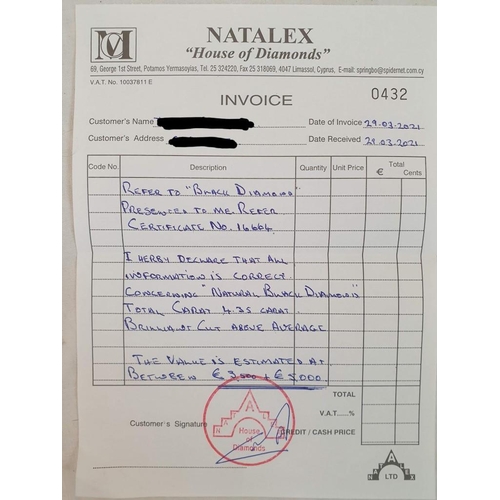 NATALEX
"House of Diamonds"
69, George 1st Street, Potamos Yermasoyias, Tel. 25 324220, Fax 25 318069, 4047 Limassol, Cyprus, E-mail: springbo@spidernet.com.cy
V.A.T. No. 10037811 E
INVOICE
0432
Customer's Name
Date of Invoice 29.03.2021
Customer's Address
Date Received 29.03.2021
Code No. Description Quantity Unit Price Total
€ Cents
REFER TO "BLACK DIAMOND"
PRESENTED TO ME. REFER
CERTIFICATE NO. 14664
I HERBY DECLARE THAT ALL
INFORMATION IS CORRECT
CONCERNING "NATURAL BLACK DIAMOND"
TOTAL CARAT 4.35 CARAT.
BRILLIANT CUT ABOVE AVERAGE
THE VALUE IS ESTIMATED AT
BETWEEN € 3,500 + € 5,000
TOTAL
V.A.T......%
Customer's Signature
CREDIT / CASH PRICE
NATALEX
House
of
Diamonds
NATALEX
LTD